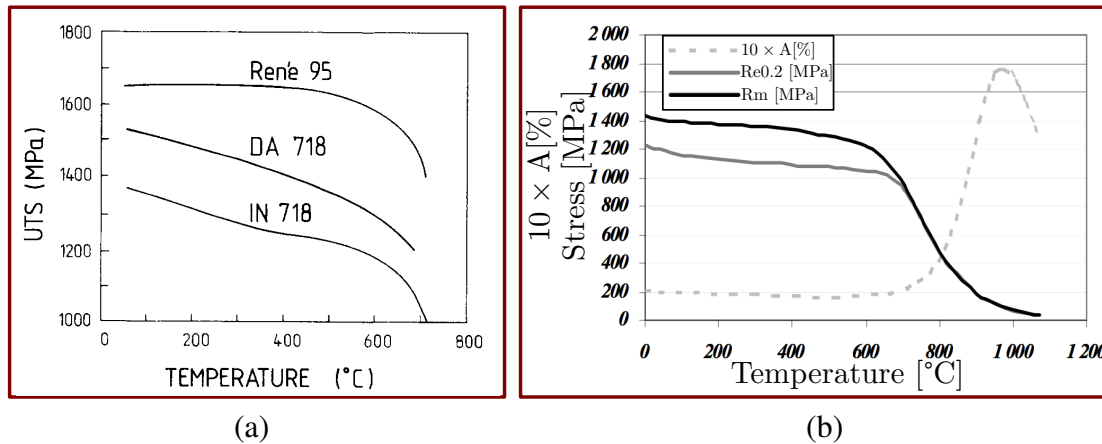 1800
1600
1400
1200
1000
0
200
400
600
800
UTS (MPa)
TEMPERATURE (°C)
Ren'e 95
DA 718
IN 718
(a)
2 000
1 800
1 600
1 400
1 200
1 000
800
600
400
200
0
0
200
400
600
800
1 000
1 200
10 × A[%]
Stress [MPa]
Temperature [°C]
10 × A[%]
Re0.2 [MPa]
Rm [MPa]
(b)